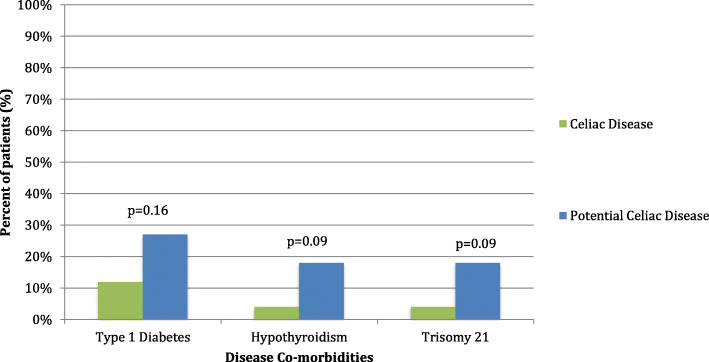 100%
90%
80%
70%
60%
50%
40%
30%
20%
10%
0%
Percent of patients (%)
p=0.16
p=0.09
p=0.09
Type 1 Diabetes
Hypothyroidism
Trisomy 21
Disease Co-morbidities
Celiac Disease
Potential Celiac Disease